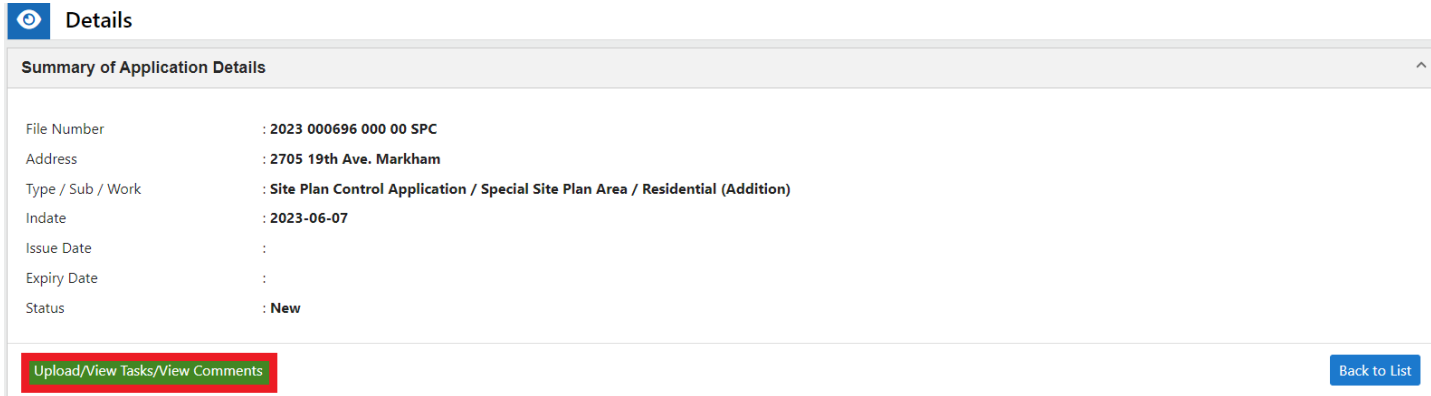 Details
Summary of Application Details
File Number : 2023 000696 000 00 SPC
Address : 2705 19th Ave. Markham
Type / Sub / Work : Site Plan Control Application / Special Site Plan Area / Residential (Addition)
Indate : 2023-06-07
Issue Date :
Expiry Date :
Status : New
Upload/View Tasks/View Comments Back to List